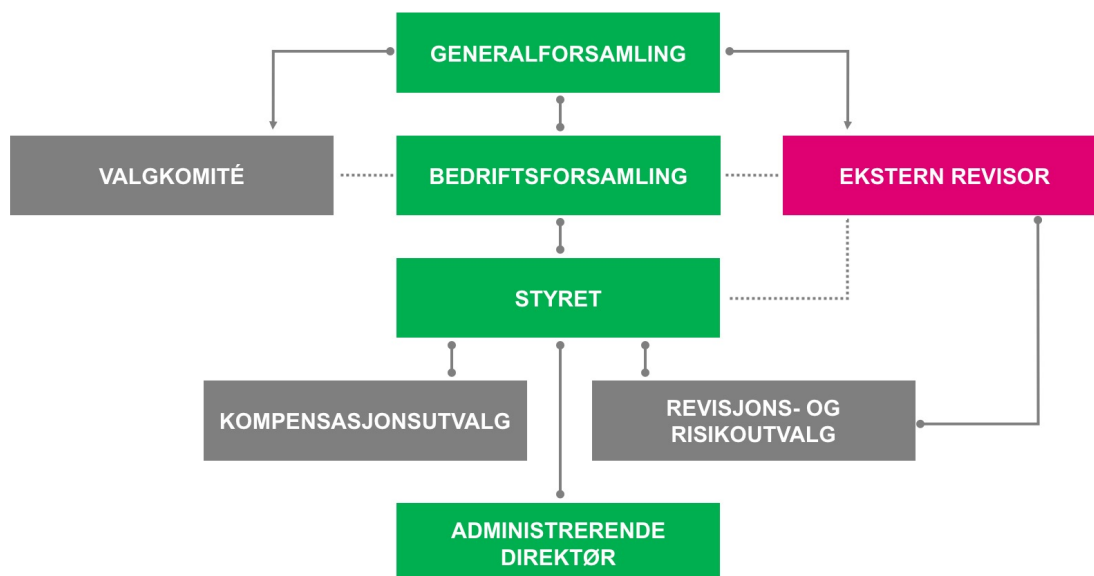 GENERALFORSAMLING
VALGKOMITÉ
BEDRIFTSFORSAMLING
EKSTERN REVISOR
STYRET
KOMPENSASJONSUTVALG
REVISJONS- OG
RISIKOUTVALG
ADMINISTRERENDE
DIREKTØR